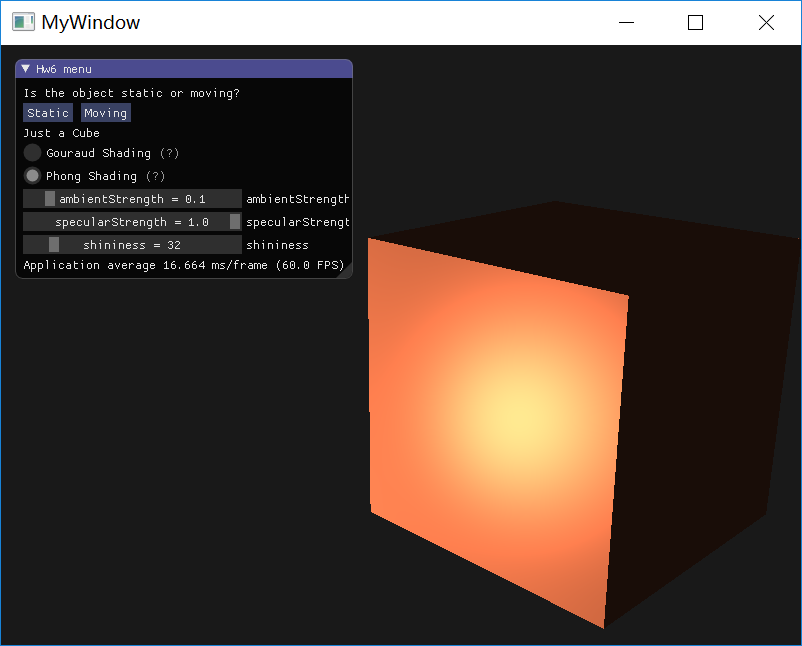 MyWindow
Hw6 menu
Is the object static or moving?
Static Moving
Just a Cube
Gouraud Shading (?)
Phong Shading (?)
ambientStrength = 0.1 ambientStrength
specularStrength = 1.0 specularStrengt
shininess = 32 shininess
Application average 16.664 ms/frame (60.0 FPS)